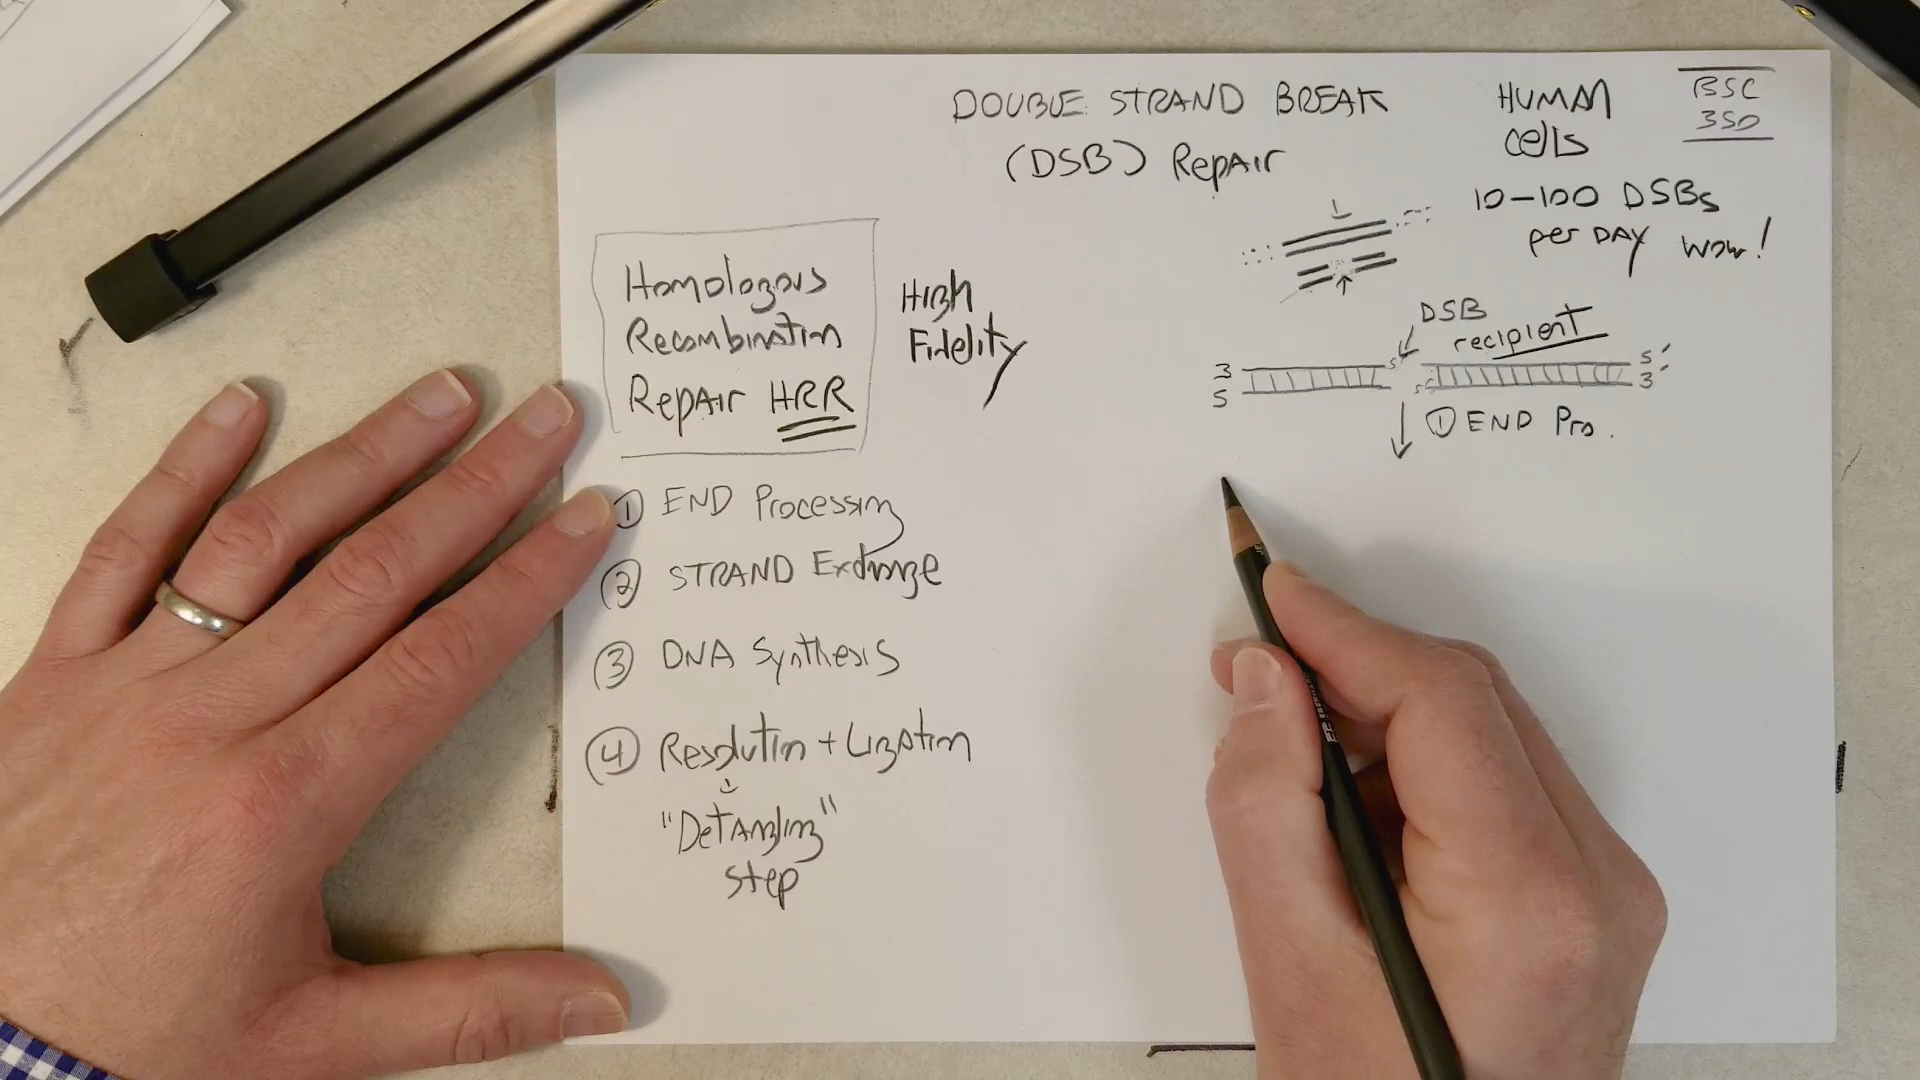 DOUBLE STRAND BREAK
(DSB) Repair
HUMAN
cells
BSC
350
10-100 DSBs
per DAY wow!
Homologous
Recombination
Repair HRR
High
Fidelity
DSB
recipient
3
5
5
5
5'
3'
① END Pro.
① END Processing
② STRAND Exchange
③ DNA Synthesis
④ Resolution + Ligation
"Detangling"
step